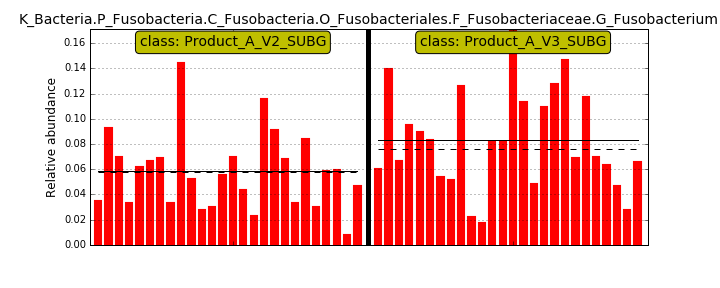 K_Bacteria.P_Fusobacteria.C_Fusobacteria.O_Fusobacteriales.F_Fusobacteriaceae.G_Fusobacterium
class: Product_A_V2_SUBG
class: Product_A_V3_SUBG
Relative abundance
0.16
0.14
0.12
0.10
0.08
0.06
0.04
0.02
0.00